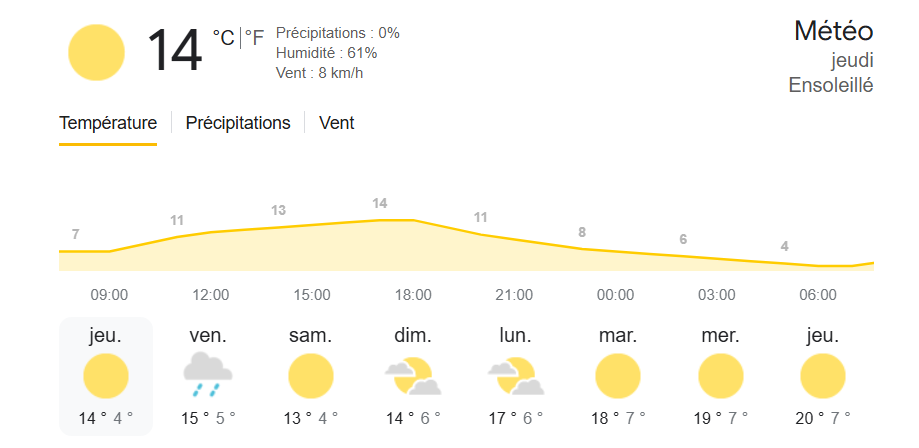 14 °C | °F
Précipitations : 0%
Humidité : 61%
Vent : 8 km/h
Météo
jeudi
Ensoleillé
Température
Précipitations
Vent
7 11 13 14 11 8 6 4
09:00 12:00 15:00 18:00 21:00 00:00 03:00 06:00
jeu. ven. sam. dim. lun. mar. mer. jeu.
14 ° 4 ° 15 ° 5 ° 13 ° 4 ° 14 ° 6 ° 17 ° 6 ° 18 ° 7 ° 19 ° 7 ° 20 ° 7 °